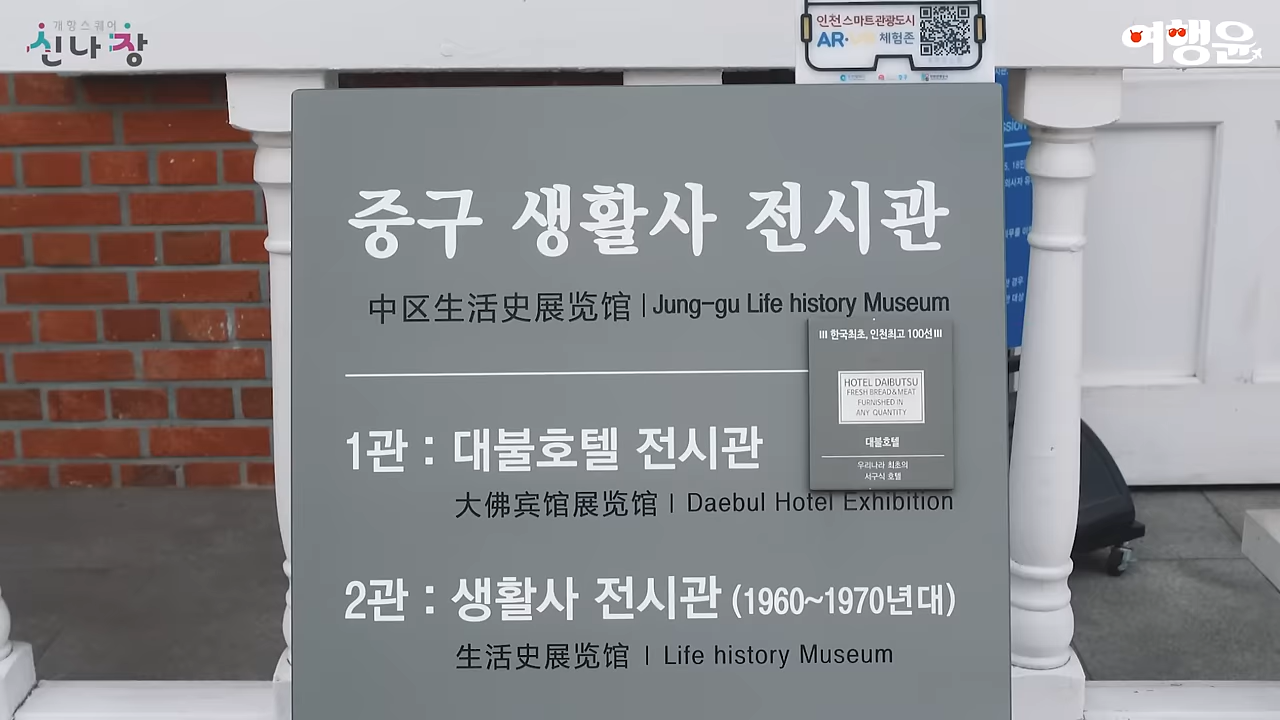 개항스퀘어
신나장
여행윤
인천 스마트관광도시
AR· 체험존
중구 생활사 전시관
中区生活史展览馆 | Jung-gu Life history Museum
III 한국최초, 인천최고 100선 III
HOTEL DAIBUTSU
FRESH BREAD & MEAT
FURNISHED IN
ANY QUANTITY
대불호텔
우리나라 최초의
서구식 호텔
1관 : 대불호텔 전시관
大佛宾馆展览馆 | Daebul Hotel Exhibition
2관 : 생활사 전시관 (1960~1970년대)
生活史展览馆 | Life history Museum